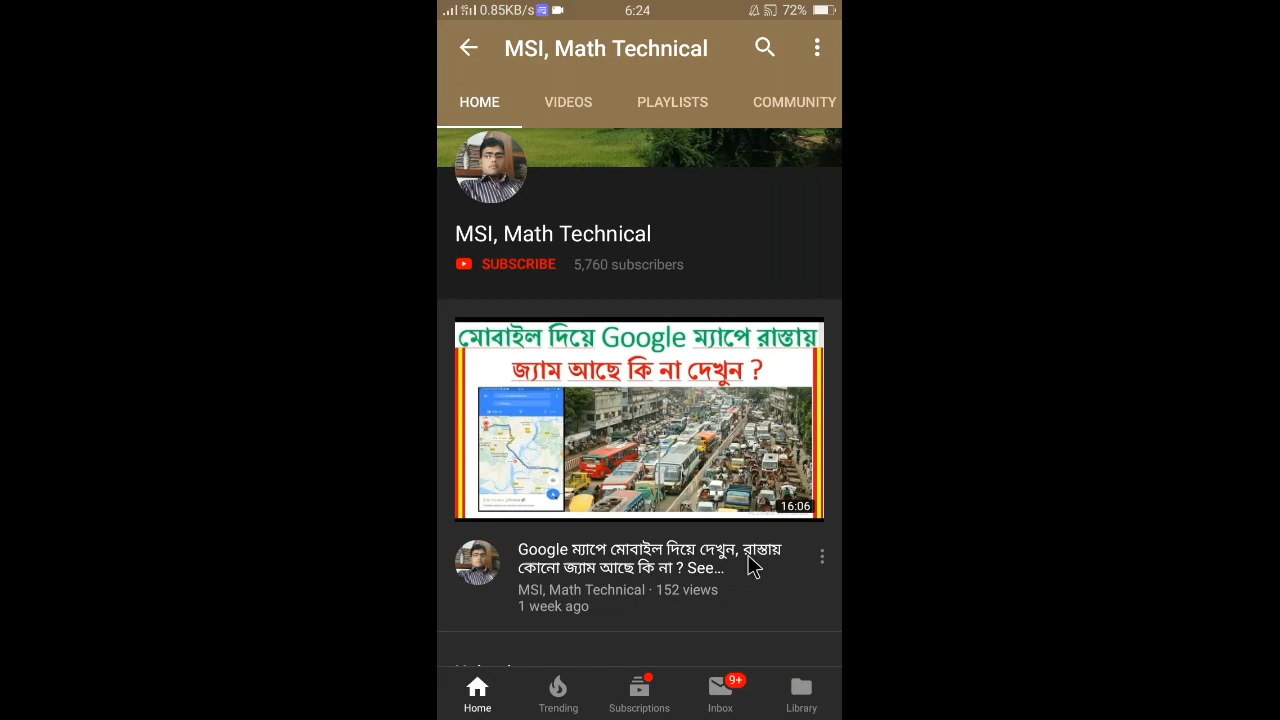 0.85KB/s 6:24 72%
MSI, Math Technical
HOME VIDEOS PLAYLISTS COMMUNITY
MSI, Math Technical
SUBSCRIBE 5,760 subscribers
মোবাইল দিয়ে Google ম্যাপে রাস্তায়
জ্যাম আছে কি না দেখুন ?
16:06
Google ম্যাপে মোবাইল দিয়ে দেখুন, রাস্তায়
কোনো জ্যাম আছে কি না ? See...
MSI, Math Technical · 152 views
1 week ago
9+
Home Trending Subscriptions Inbox Library